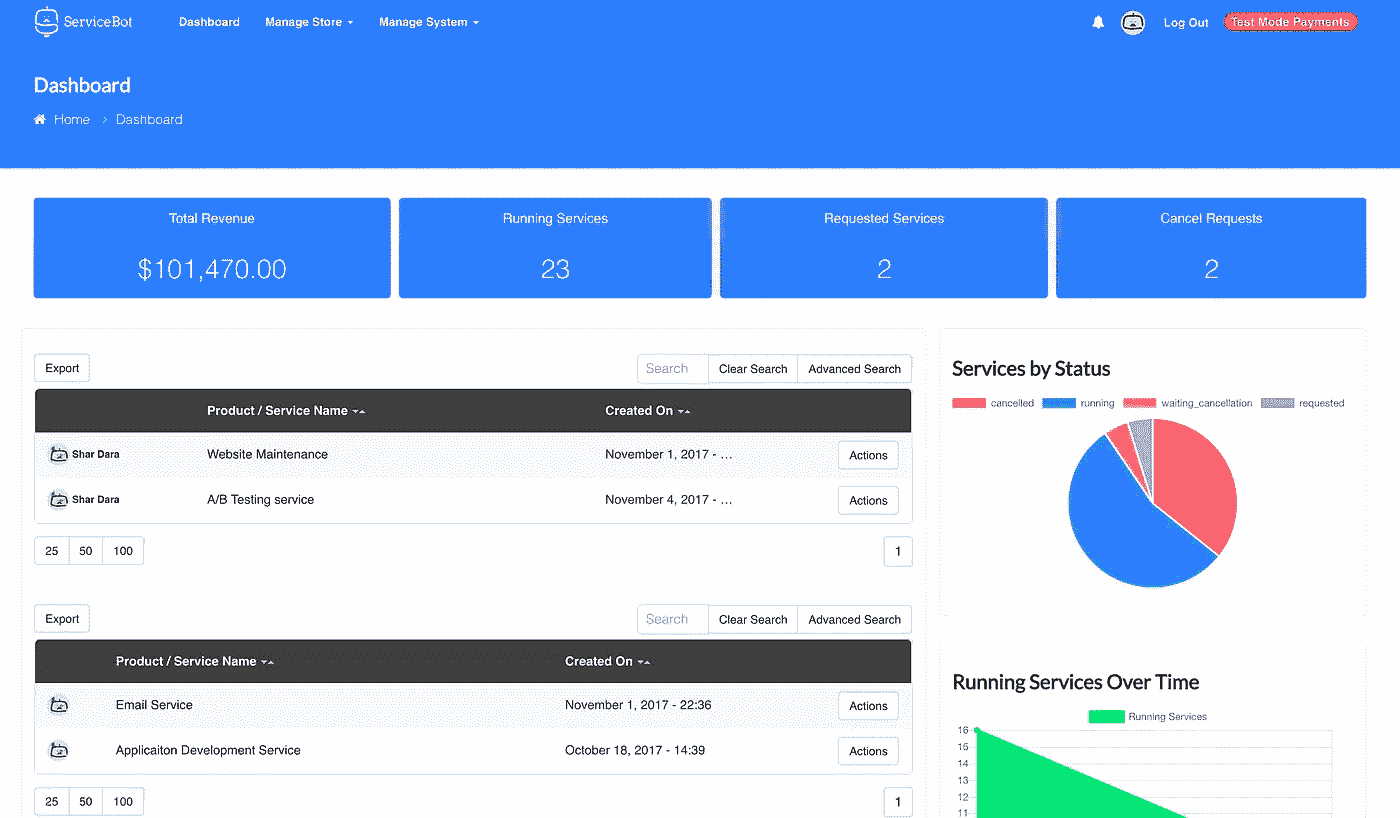 ServiceBot Dashboard Manage Store Manage System Log Out Test Mode Payments
Dashboard
Home > Dashboard
Total Revenue Running Services Requested Services Cancel Requests
$101,470.00 23 2 2
Export Search Clear Search Advanced Search
Product / Service Name Created On
Shar Dara Website Maintenance November 1, 2017 - ... Actions
Shar Dara A/B Testing service November 4, 2017 - ... Actions
25 50 100 1
Export Search Clear Search Advanced Search
Product / Service Name Created On
Email Service November 1, 2017 - 22:36 Actions
Applicaiton Development Service October 18, 2017 - 14:39 Actions
25 50 100 1
Services by Status
cancelled running waiting_cancellation requested
Running Services Over Time
Running Services
16
15
14
13
12
11